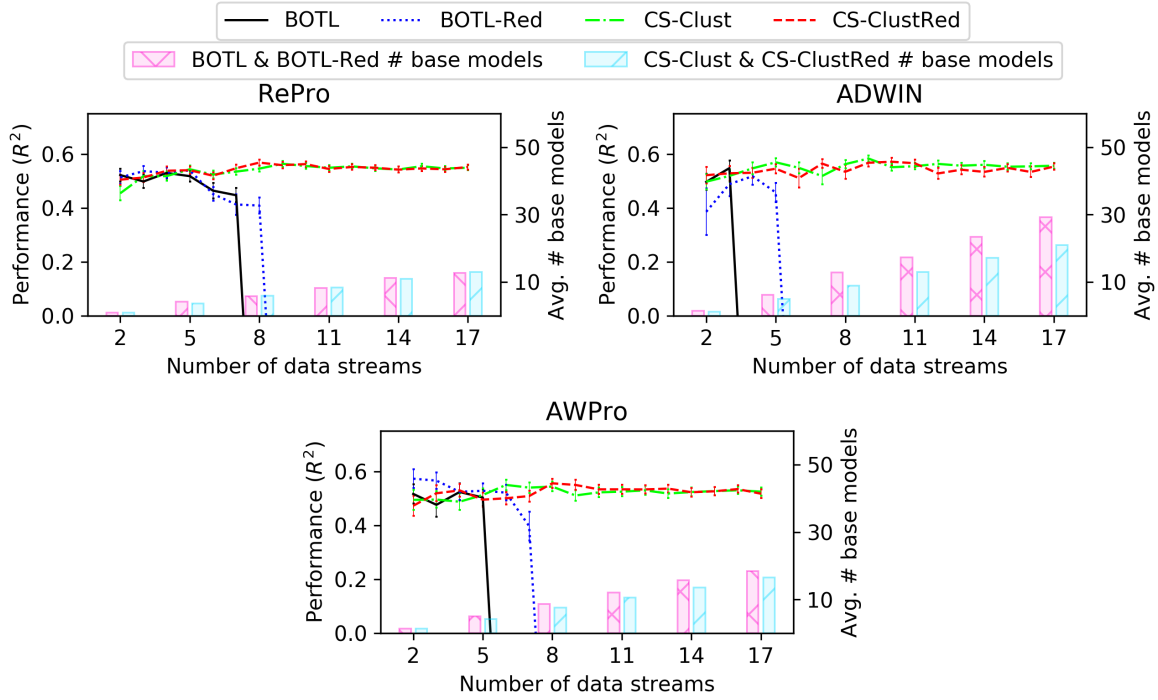 BOTL BOTL-Red CS-Clust CS-ClustRed
BOTL & BOTL-Red # base models CS-Clust & CS-ClustRed # base models
RePro
Performance (R²)
0.6
0.4
0.2
0.0
2 5 8 11 14 17
Number of data streams
50
30
10
Avg. # base models
ADWIN
Performance (R²)
0.6
0.4
0.2
0.0
2 5 8 11 14 17
Number of data streams
50
30
10
Avg. # base models
AWPro
Performance (R²)
0.6
0.4
0.2
0.0
2 5 8 11 14 17
Number of data streams
50
30
10
Avg. # base models